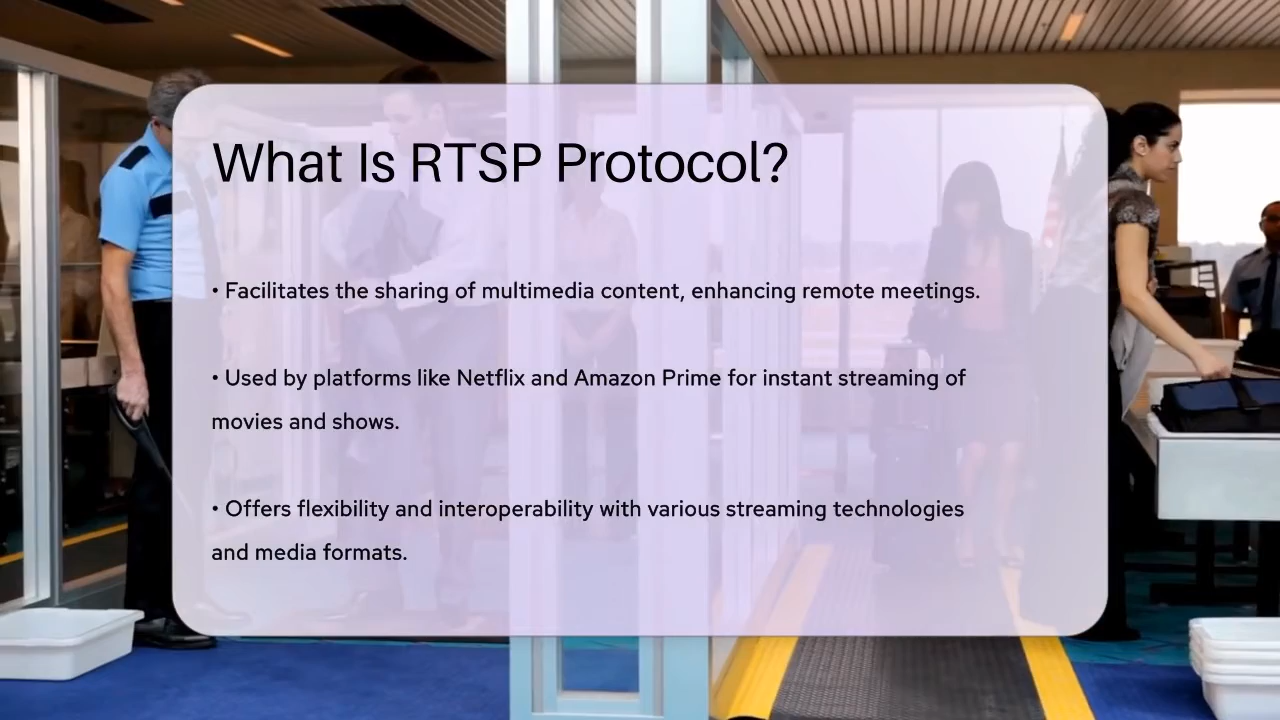 What Is RTSP Protocol?
• Facilitates the sharing of multimedia content, enhancing remote meetings.
• Used by platforms like Netflix and Amazon Prime for instant streaming of
movies and shows.
• Offers flexibility and interoperability with various streaming technologies
and media formats.